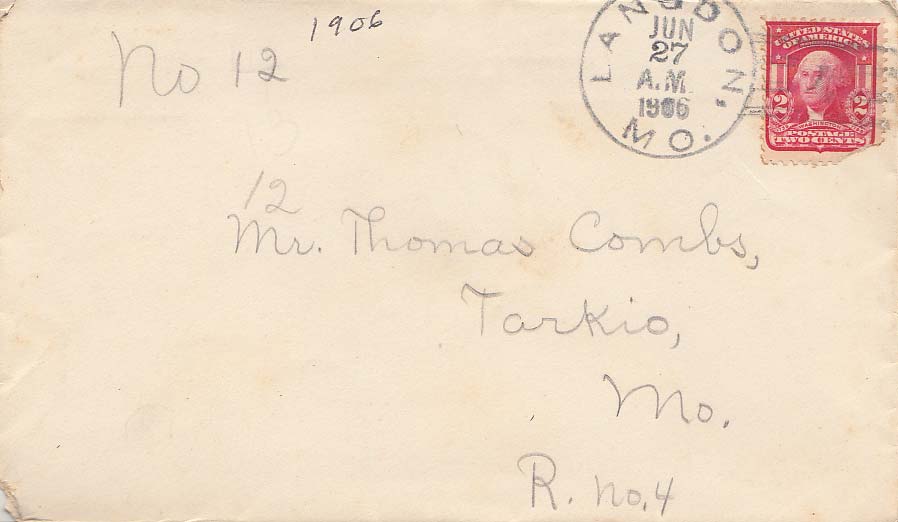 1906
No 12
LANGDON, MO.
JUN
27
A.M.
1906
UNITED STATES
OF AMERICA
2 2
WASHINGTON
POSTAGE
TWO CENTS
12
Mr. Thomas Combs,
Tarkio,
Mo.
R. No. 4